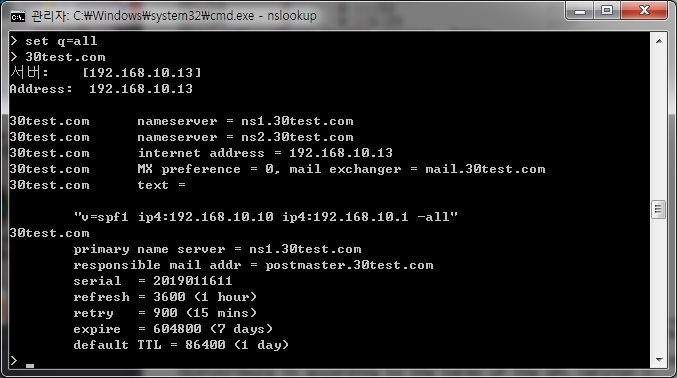 관리자: C:₩Windows₩system32₩cmd.exe - nslookup
> set q=all
> 30test.com
서버:    [192.168.10.13]
Address:  192.168.10.13
30test.com      nameserver = ns1.30test.com
30test.com      nameserver = ns2.30test.com
30test.com      internet address = 192.168.10.13
30test.com      MX preference = 0, mail exchanger = mail.30test.com
30test.com      text =
"v=spf1 ip4:192.168.10.10 ip4:192.168.10.1 -all"
30test.com
primary name server = ns1.30test.com
responsible mail addr = postmaster.30test.com
serial  = 2019011611
refresh = 3600 (1 hour)
retry   = 900 (15 mins)
expire  = 604800 (7 days)
default TTL = 86400 (1 day)
>